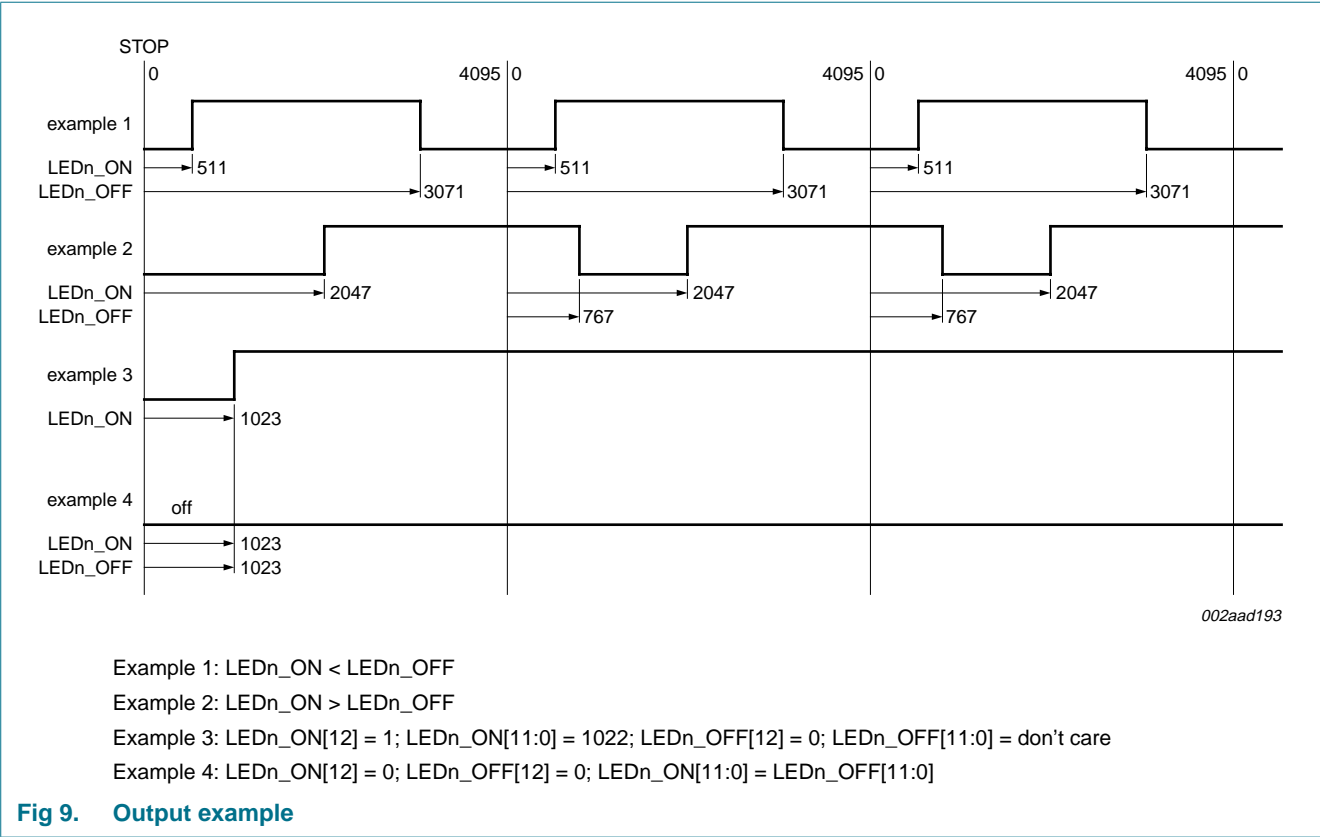 STOP
0 4095 0 4095 0 4095 0
example 1
LEDn_ON 511 511 511
LEDn_OFF 3071 3071 3071
example 2
LEDn_ON 2047 2047 2047
LEDn_OFF 767 767
example 3
LEDn_ON 1023
example 4 off
LEDn_ON 1023
LEDn_OFF 1023
002aad193
Example 1: LEDn_ON < LEDn_OFF
Example 2: LEDn_ON > LEDn_OFF
Example 3: LEDn_ON[12] = 1; LEDn_ON[11:0] = 1022; LEDn_OFF[12] = 0; LEDn_OFF[11:0] = don’t care
Example 4: LEDn_ON[12] = 0; LEDn_OFF[12] = 0; LEDn_ON[11:0] = LEDn_OFF[11:0]
Fig 9. Output example